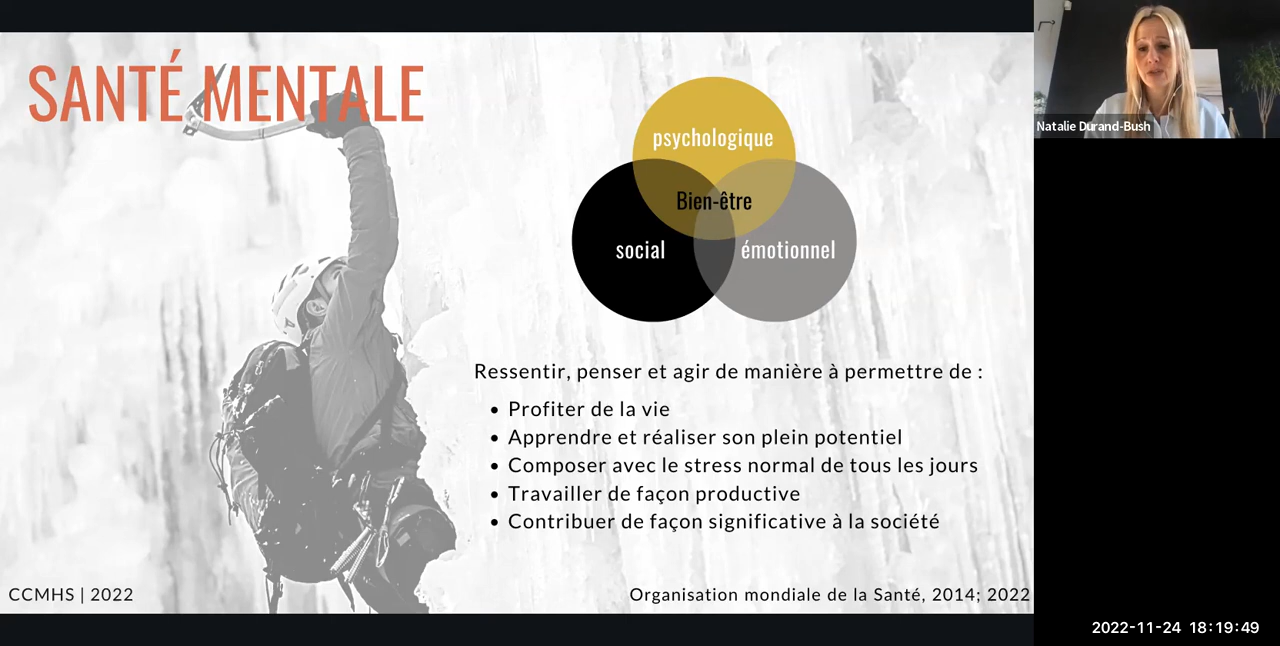 SANTÉ MENTALE
psychologique
Bien-être
social
émotionnel
Ressentir, penser et agir de manière à permettre de :
• Profiter de la vie
• Apprendre et réaliser son plein potentiel
• Composer avec le stress normal de tous les jours
• Travailler de façon productive
• Contribuer de façon significative à la société
CCMHS | 2022
Organisation mondiale de la Santé, 2014; 2022
Natalie Durand-Bush
2022-11-24 18:19:49